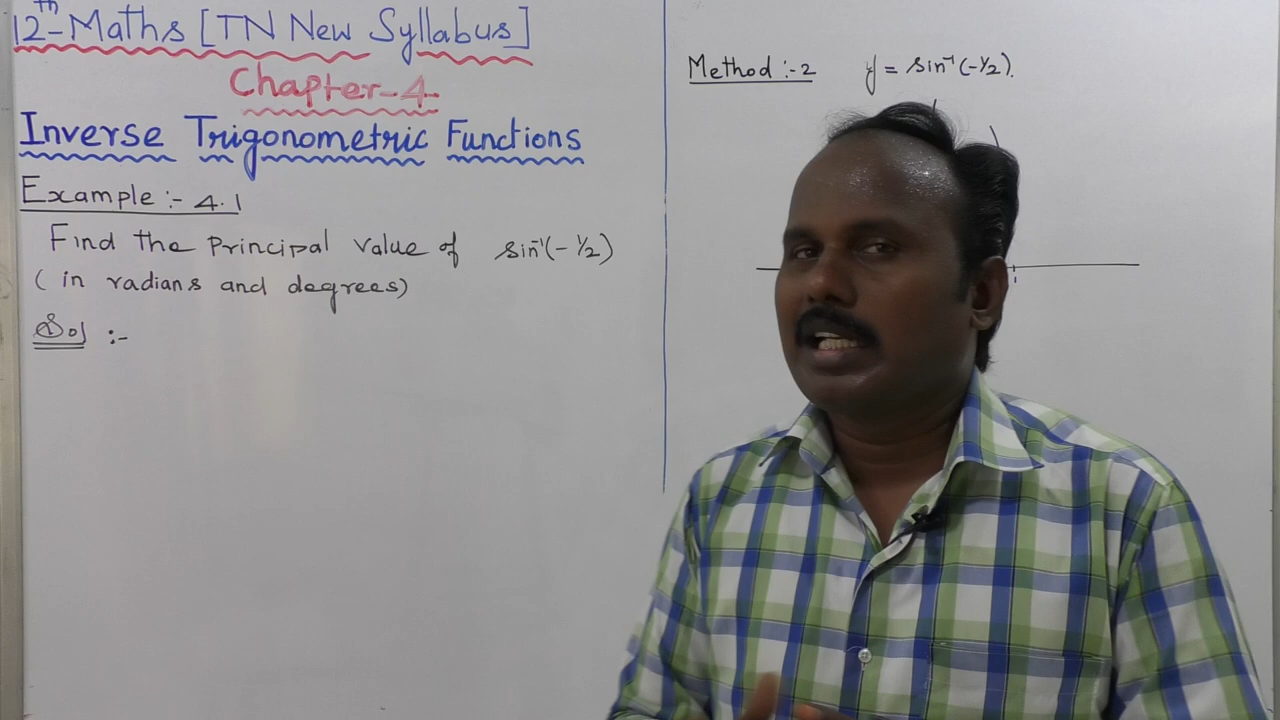 12th-Maths [TN New Syllabus]
Chapter-4
Inverse Trigonometric Functions
Example :- 4.1
Find the Principal value of sin⁻¹(-1/2)
(in radians and degrees)
Sol :-
Method :-2 y = sin⁻¹(-1/2).